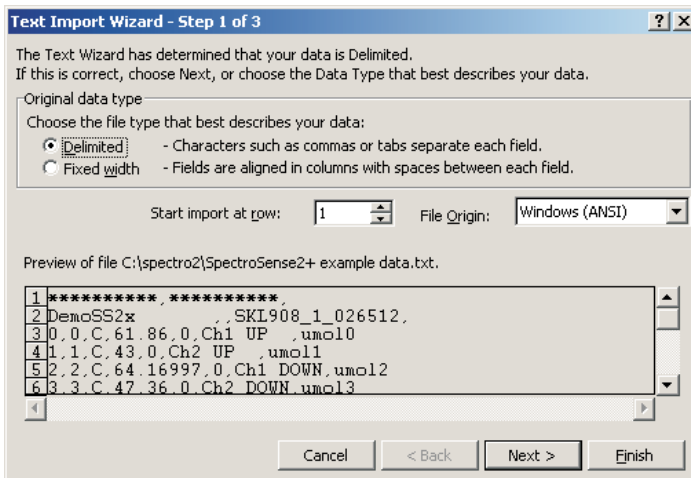 Text Import Wizard - Step 1 of 3
The Text Wizard has determined that your data is Delimited.
If this is correct, choose Next, or choose the Data Type that best describes your data.
Original data type
Choose the file type that best describes your data:
Delimited - Characters such as commas or tabs separate each field.
Fixed width - Fields are aligned in columns with spaces between each field.
Start import at row: 1 File Origin: Windows (ANSI)
Preview of file C:\spectro2\SpectroSense2+ example data.txt.
1 **********,**********,
2 DemoSS2x ,,SKL908_1_026512,
3 0,0,C,61.86,0,Ch1 UP ,umol0
4 1,1,C,43,0,Ch2 UP ,umol1
5 2,2,C,64.16997,0,Ch1 DOWN,umol2
6 3,3,C,47.36,0,Ch2 DOWN,umol3
Cancel < Back Next > Finish